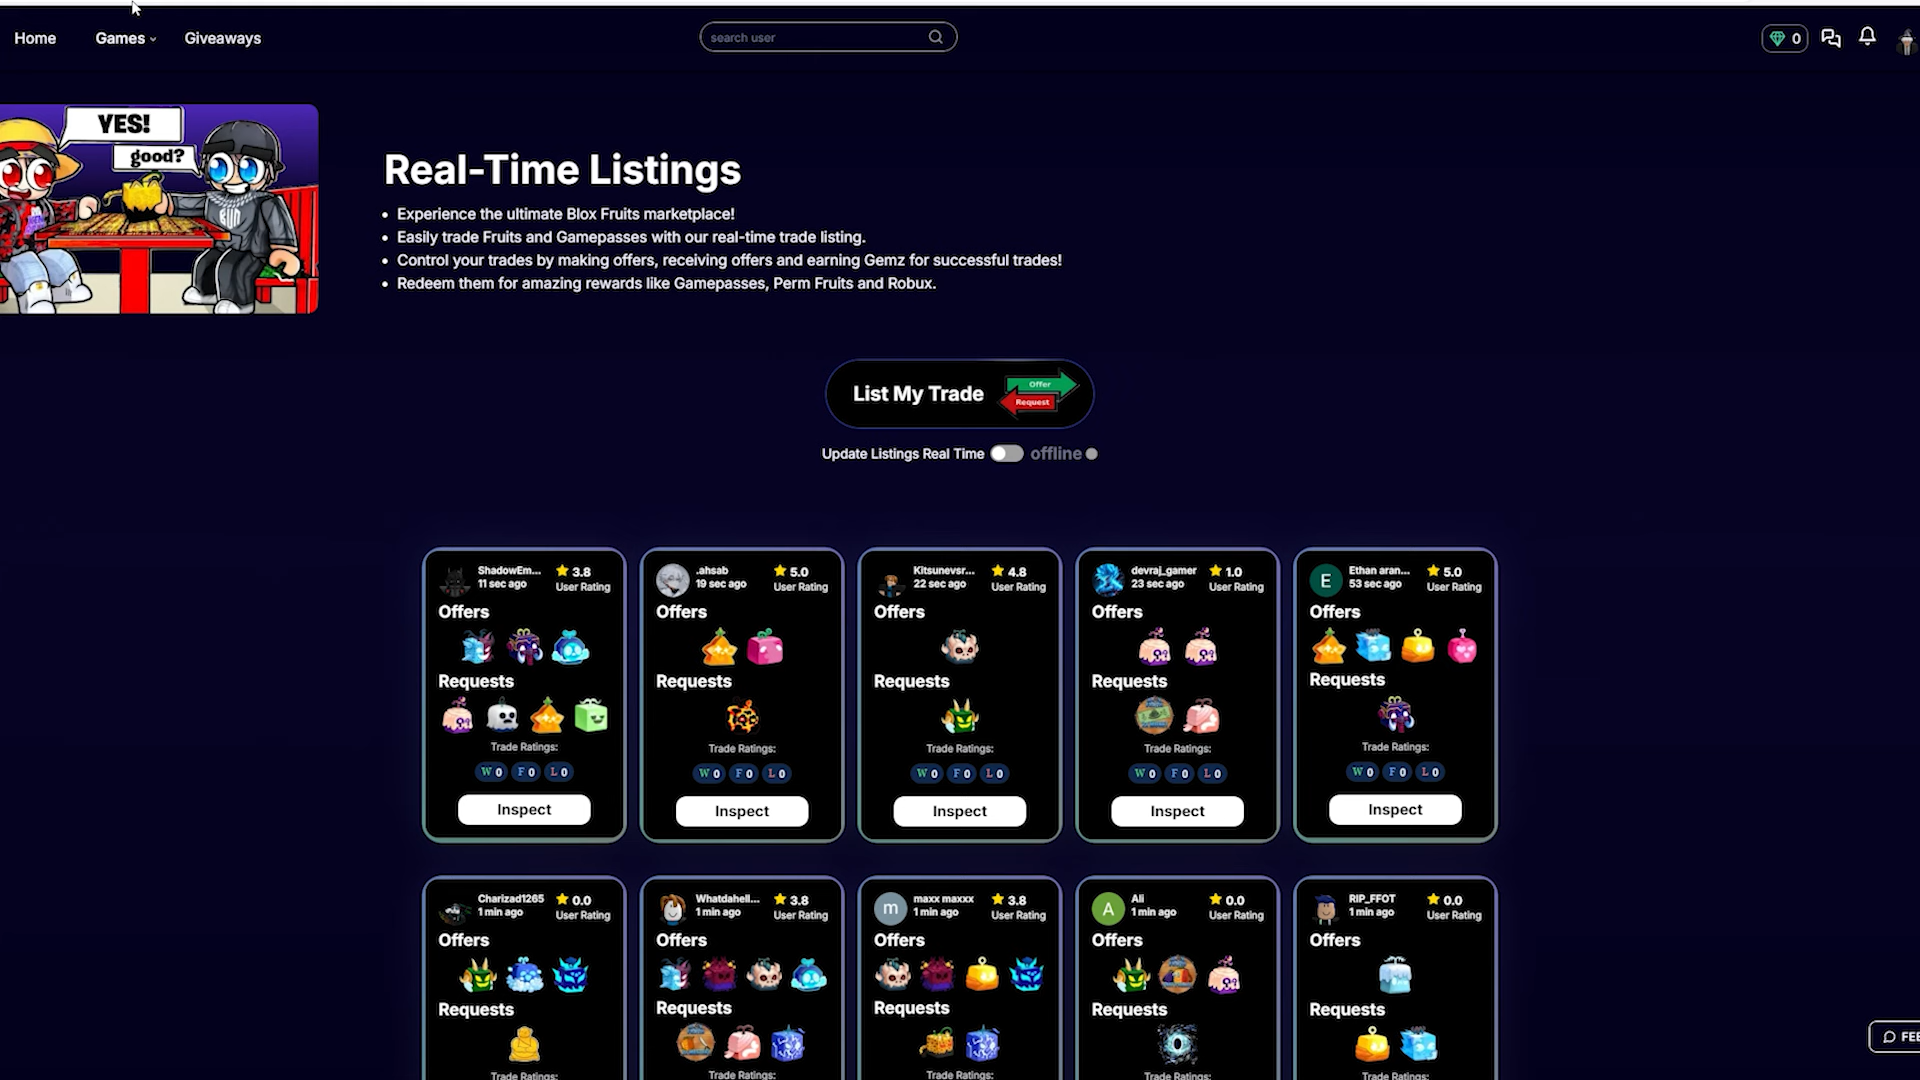 Home
Games
Giveaways
search user
0
YES!
good?
Real-Time Listings
Experience the ultimate Blox Fruits marketplace!
Easily trade Fruits and Gamepasses with our real-time trade listing.
Control your trades by making offers, receiving offers and earning Gemz for successful trades!
Redeem them for amazing rewards like Gamepasses, Perm Fruits and Robux.
List My Trade
Offer
Request
Update Listings Real Time
offline
ShadowEm... 3.8
11 sec ago User Rating
Offers
Requests
Trade Ratings:
W 0 F 0 L 0
Inspect
.ahsab 5.0
19 sec ago User Rating
Offers
Requests
Trade Ratings:
W 0 F 0 L 0
Inspect
Kitsunevsr... 4.8
22 sec ago User Rating
Offers
Requests
Trade Ratings:
W 0 F 0 L 0
Inspect
devraj_gamer 1.0
23 sec ago User Rating
Offers
Requests
Trade Ratings:
W 0 F 0 L 0
Inspect
E
Ethan aran... 5.0
53 sec ago User Rating
Offers
Requests
Trade Ratings:
W 0 F 0 L 0
Inspect
Charizad1265 0.0
1 min ago User Rating
Offers
Requests
Trade Ratings:
Whatdahell... 3.8
1 min ago User Rating
Offers
Requests
Trade Ratings:
m
maxx maxxx 3.8
1 min ago User Rating
Offers
Requests
Trade Ratings:
A
Ali 0.0
1 min ago User Rating
Offers
Requests
Trade Ratings:
RIP_FFOT 0.0
1 min ago User Rating
Offers
Requests
Trade Ratings: